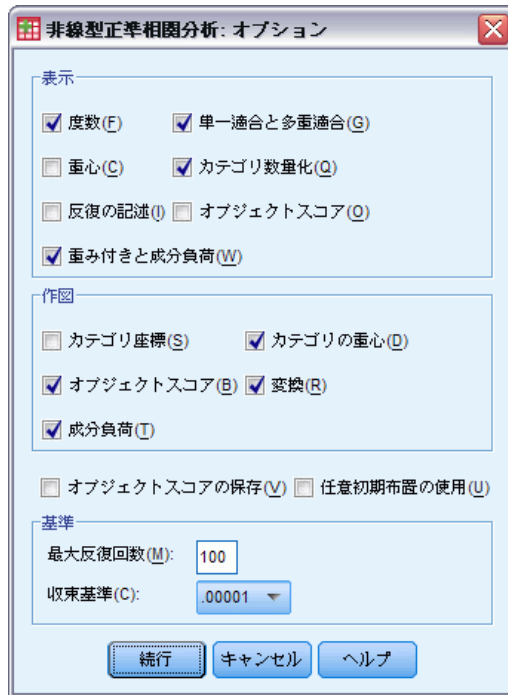 非線型正準相関分析: オプション
表示
度数(F) 単一適合と多重適合(G)
重心(C) カテゴリ数量化(Q)
反復の記述(I) オブジェクトスコア(O)
重み付きと成分負荷(W)
作図
カテゴリ座標(S) カテゴリの重心(D)
オブジェクトスコア(B) 変換(R)
成分負荷(T)
オブジェクトスコアの保存(V) 任意初期布置の使用(U)
基準
最大反復回数(M): 100
収束基準(C): .00001
続行 キャンセル ヘルプ